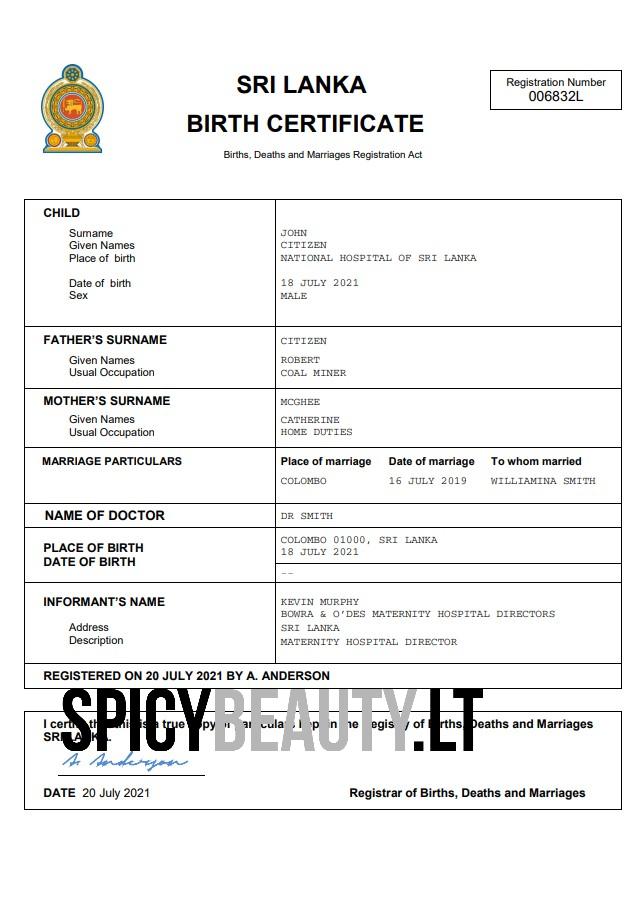 SRI LANKA
BIRTH CERTIFICATE
Births, Deaths and Marriages Registration Act
Registration Number
006832L
CHILD
Surname JOHN
Given Names CITIZEN
Place of birth NATIONAL HOSPITAL OF SRI LANKA
Date of birth 18 JULY 2021
Sex MALE
FATHER'S SURNAME CITIZEN
Given Names ROBERT
Usual Occupation COAL MINER
MOTHER'S SURNAME MCGHEE
Given Names CATHERINE
Usual Occupation HOME DUTIES
MARRIAGE PARTICULARS Place of marriage Date of marriage To whom married
COLOMBO 16 JULY 2019 WILLIAMINA SMITH
NAME OF DOCTOR DR SMITH
PLACE OF BIRTH COLOMBO 01000, SRI LANKA
DATE OF BIRTH 18 JULY 2021
--
INFORMANT'S NAME KEVIN MURPHY
BOWRA & O'DES MATERNITY HOSPITAL DIRECTORS
Address SRI LANKA
Description MATERNITY HOSPITAL DIRECTOR
REGISTERED ON 20 JULY 2021 BY A. ANDERSON
SPICYBEAUTY.LT
I certify this is a true copy of particulars kept in the Registry of Births, Deaths and Marriages
SRI LANKA.
A. Anderson
DATE 20 July 2021 Registrar of Births, Deaths and Marriages